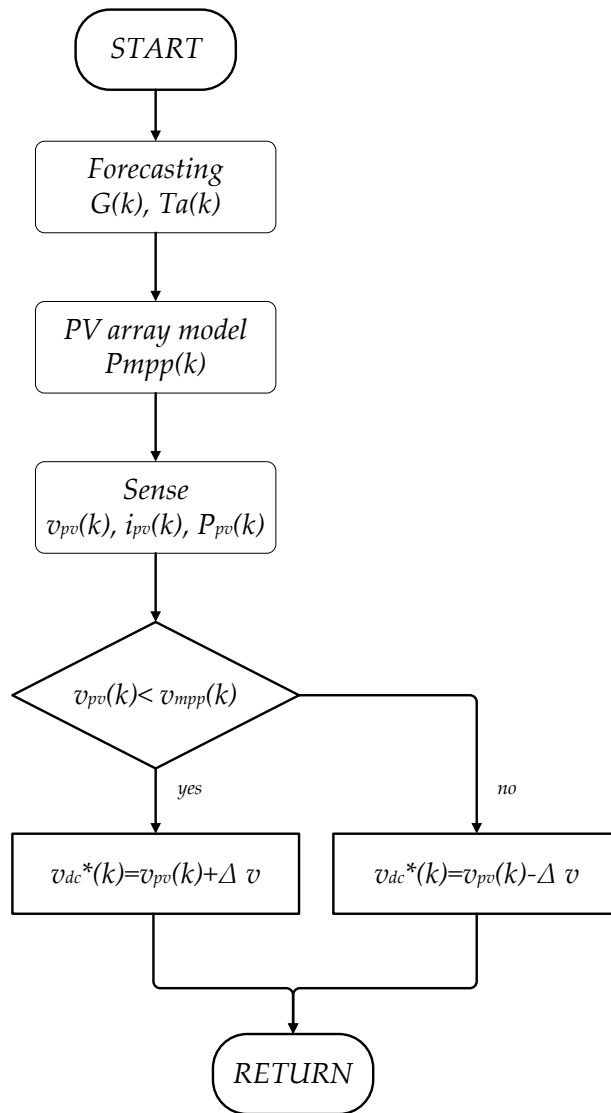 START
Forecasting
G(k), Ta(k)
PV array model
Pmpp(k)
Sense
vpv(k), ipv(k), Ppv(k)
vpv(k)< vmpp(k)
yes
no
vdc*(k)=vpv(k)+Δ v
vdc*(k)=vpv(k)-Δ v
RETURN